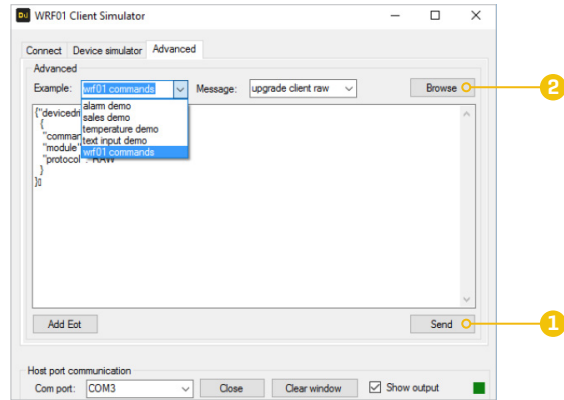 WRF01 Client Simulator
Connect Device simulator Advanced
Advanced
Example: wrf01 commands Message: upgrade client raw Browse 2
alarm demo
sales demo
temperature demo
text input demo
wrf01 commands
{"devicedri
{
"comman
"module"
"protocol": "RAW"
}
}
Add Eot Send 1
Host port communication
Com port: COM3 Close Clear window Show output